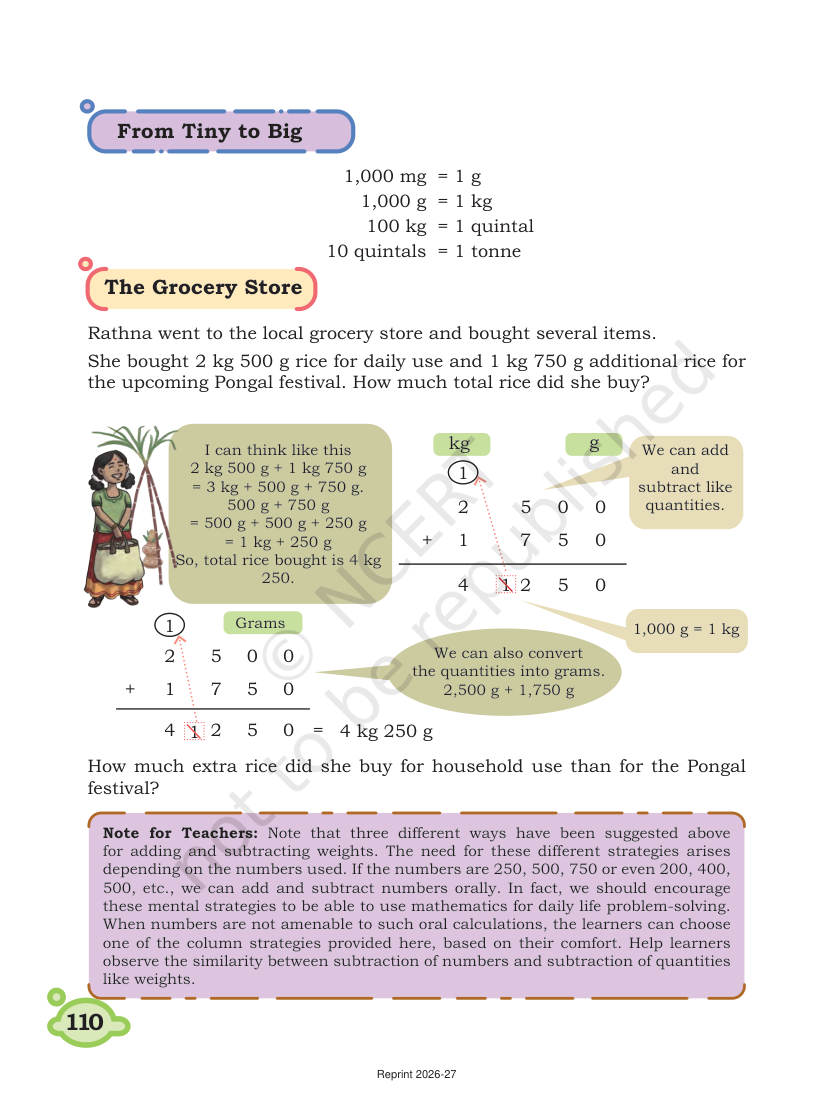 From Tiny to Big
1,000 mg = 1 g
1,000 g = 1 kg
100 kg = 1 quintal
10 quintals = 1 tonne
The Grocery Store
Rathna went to the local grocery store and bought several items.
She bought 2 kg 500 g rice for daily use and 1 kg 750 g additional rice for
the upcoming Pongal festival. How much total rice did she buy?
I can think like this
2 kg 500 g + 1 kg 750 g
= 3 kg + 500 g + 750 g.
500 g + 750 g
= 500 g + 500 g + 250 g
= 1 kg + 250 g
So, total rice bought is 4 kg
250.
kg g
1
2 5 0 0
+ 1 7 5 0
4 1 2 5 0
We can add
and
subtract like
quantities.
1,000 g = 1 kg
1 Grams
2 5 0 0
+ 1 7 5 0
4 1 2 5 0 = 4 kg 250 g
We can also convert
the quantities into grams.
2,500 g + 1,750 g
How much extra rice did she buy for household use than for the Pongal
festival?
Note for Teachers: Note that three different ways have been suggested above
for adding and subtracting weights. The need for these different strategies arises
depending on the numbers used. If the numbers are 250, 500, 750 or even 200, 400,
500, etc., we can add and subtract numbers orally. In fact, we should encourage
these mental strategies to be able to use mathematics for daily life problem-solving.
When numbers are not amenable to such oral calculations, the learners can choose
one of the column strategies provided here, based on their comfort. Help learners
observe the similarity between subtraction of numbers and subtraction of quantities
like weights.
110
Reprint 2026-27
© NCERT
not to be republished